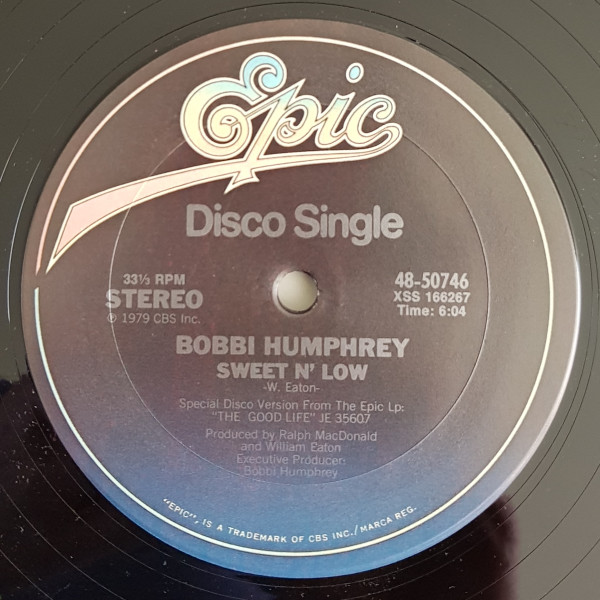 Epic
Disco Single
33⅓ RPM
STEREO
℗ 1979 CBS Inc.
48-50746
XSS 166267
Time: 6:04
BOBBI HUMPHREY
SWEET N' LOW
-W. Eaton-
Special Disco Version From The Epic Lp:
"THE GOOD LIFE" JE 35607
Produced by Ralph MacDonald
and William Eaton
Executive Producer:
Bobbi Humphrey
"EPIC", IS A TRADEMARK OF CBS INC./MARCA REG.